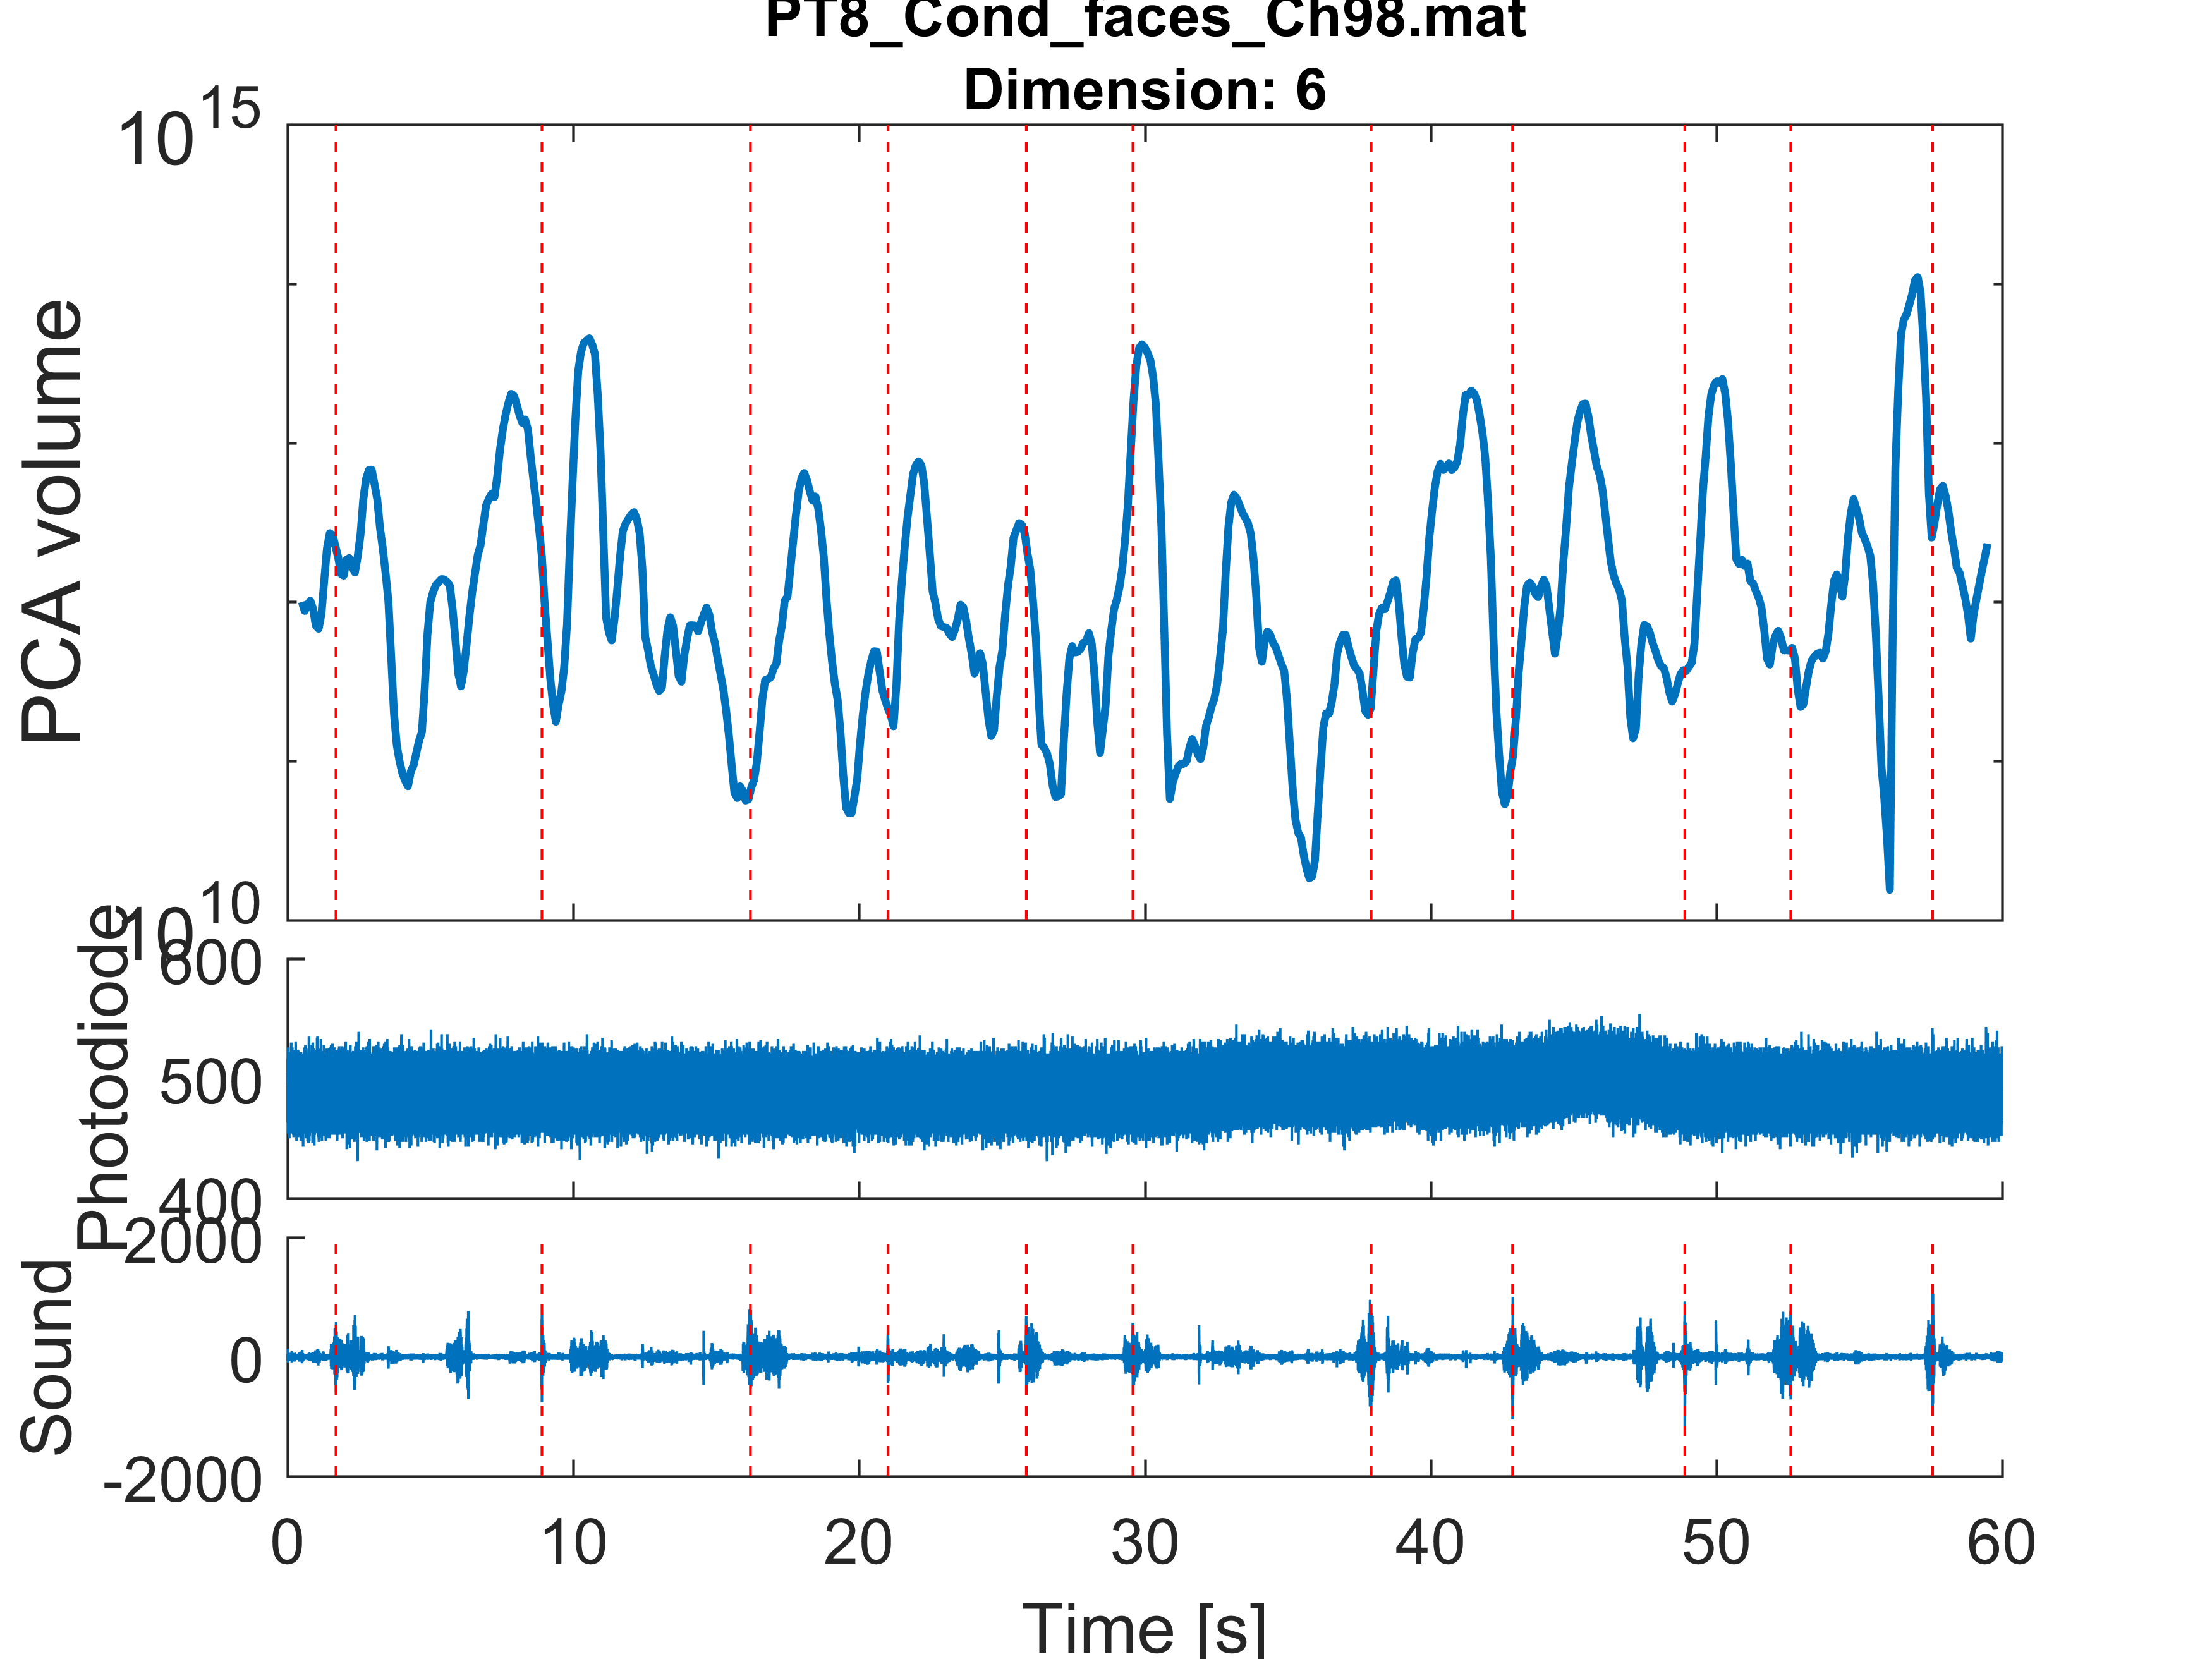 PT8_Cond_faces_Ch98.mat
Dimension: 6
10^15
PCA volume
10^10
600
Photodiode
500
400
2000
Sound
0
-2000
0 10 20 30 40 50 60
Time [s]